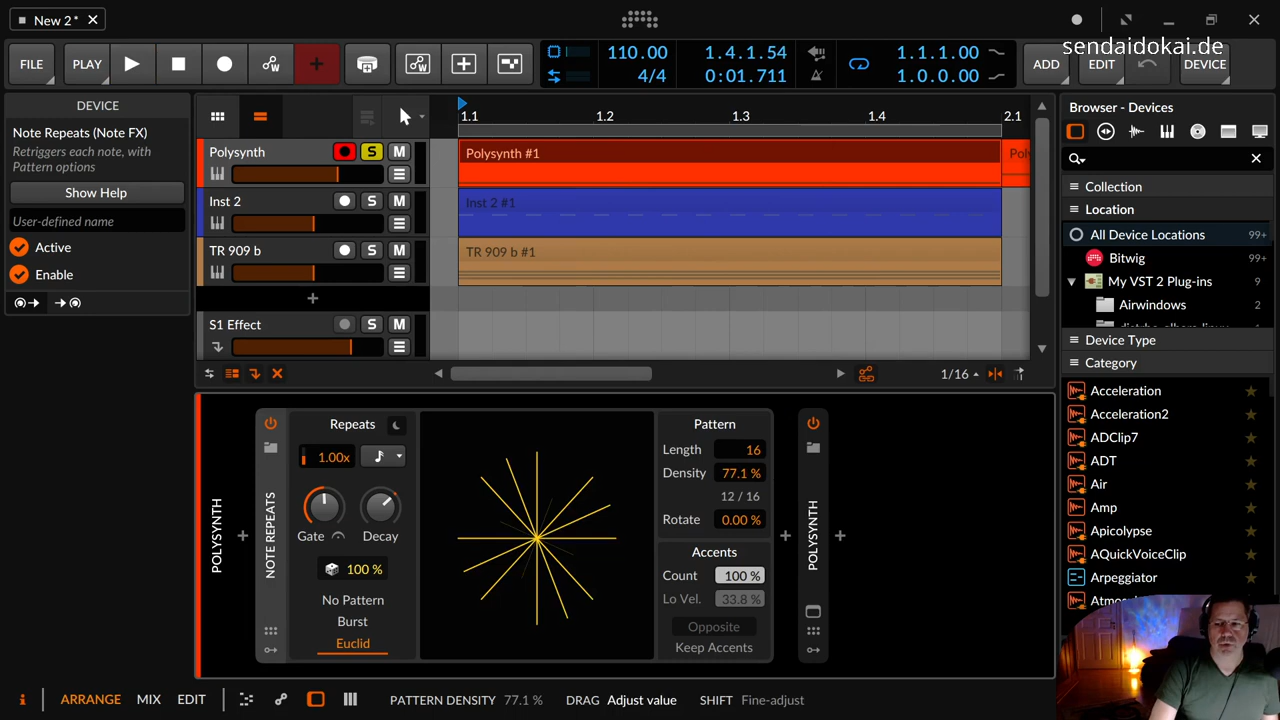 New 2*
sendaidokai.de
FILE
PLAY
110.00
4/4
1.4.1.54
0:01.711
1.1.1.00
1.0.0.00
ADD
EDIT
DEVICE
DEVICE
Note Repeats (Note FX)
Retriggers each note, with
Pattern options
Show Help
User-defined name
Active
Enable
1.1
1.2
1.3
1.4
2.1
Polysynth
S
M
Polysynth #1
Pol
Inst 2
S
M
Inst 2 #1
TR 909 b
S
M
TR 909 b #1
S1 Effect
S
M
1/16
Browser - Devices
Collection
Location
All Device Locations 99+
Bitwig 99+
My VST 2 Plug-ins 9
Airwindows 2
Device Type
Category
Acceleration
Acceleration2
ADClip7
ADT
Air
Amp
Apicolypse
AQuickVoiceClip
Arpeggiator
POLYSYNTH
NOTE REPEATS
Repeats
1.00x
Gate
Decay
100 %
No Pattern
Burst
Euclid
Pattern
Length 16
Density 77.1 %
12 / 16
Rotate 0.00 %
Accents
Count 100 %
Lo Vel. 33.8 %
Opposite
Keep Accents
POLYSYNTH
ARRANGE
MIX
EDIT
PATTERN DENSITY 77.1 %
DRAG Adjust value
SHIFT Fine-adjust